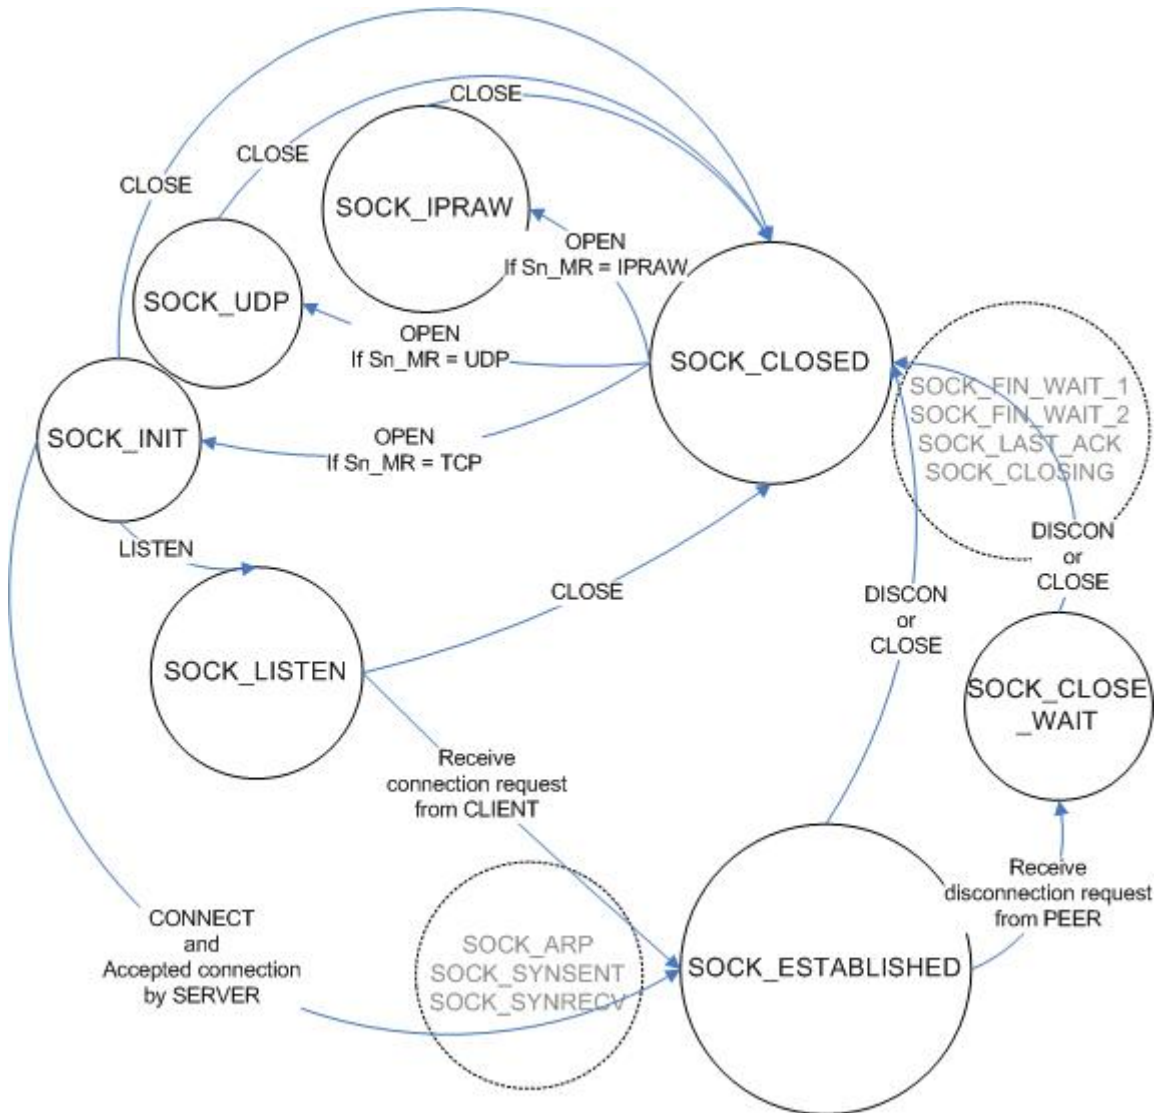 CLOSE
CLOSE
CLOSE
SOCK_IPRAW
OPEN
If Sn_MR = IPRAW
SOCK_UDP
OPEN
If Sn_MR = UDP
SOCK_CLOSED
SOCK_FIN_WAIT_1
SOCK_FIN_WAIT_2
SOCK_LAST_ACK
SOCK_CLOSING
SOCK_INIT
OPEN
If Sn_MR = TCP
LISTEN
DISCON
or
CLOSE
CLOSE
DISCON
or
CLOSE
SOCK_LISTEN
SOCK_CLOSE
_WAIT
Receive
connection request
from CLIENT
Receive
disconnection request
from PEER
CONNECT
and
Accepted connection
by SERVER
SOCK_ARP
SOCK_SYNSENT
SOCK_SYNRECV
SOCK_ESTABLISHED